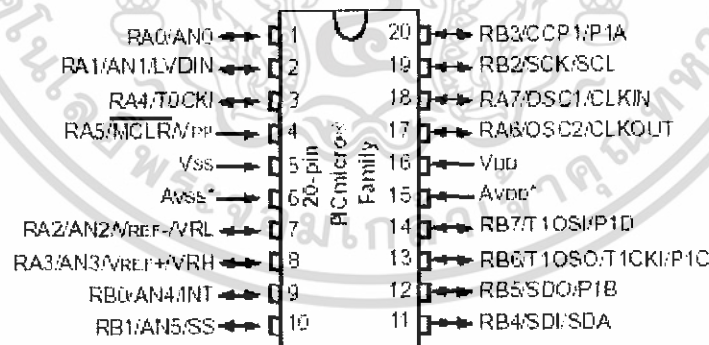 RA0/AN0 1 20 RB3/CCP1/P1A
RA1/AN1/LVDIN 2 19 RB2/SCK/SCL
RA4/T0CKI 3 18 RA7/OSC1/CLKIN
RA5/MCLR/VPP 4 17 RA6/OSC2/CLKOUT
VSS 5 16 VDD
AVSS* 6 15 AVDD*
RA2/AN2/VREF-/VRL 7 14 RB7/T1OSI/P1D
RA3/AN3/VREF+/VRH 8 13 RB6/T1OSO/T1CKI/P1C
RB0/AN4/INT 9 12 RB5/SDO/P1B
RB1/AN5/SS 10 11 RB4/SDI/SDA
20-pin
PICmicro®
Family